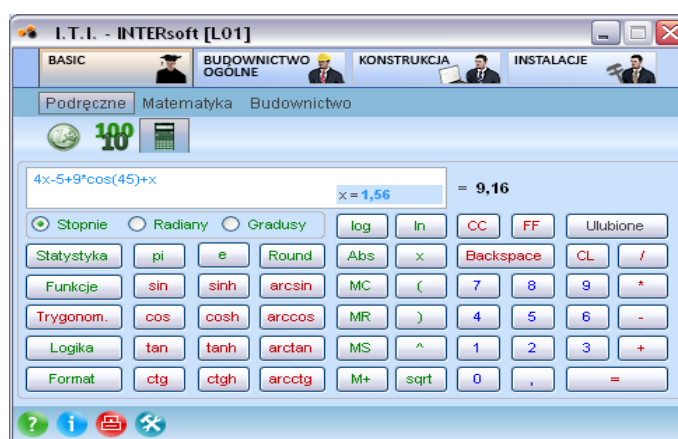 I.T.I. - INTERsoft [L01]
BASIC BUDOWNICTWO OGÓLNE KONSTRUKCJA INSTALACJE
Podręczne Matematyka Budownictwo
100 10
4x-5+9*cos(45)+x
x = 1,56 = 9,16
Stopnie Radiany Gradusy log ln CC FF Ulubione
Statystyka pi e Round Abs x Backspace CL /
Funkcje sin sinh arcsin MC ( 7 8 9 *
Trygonom. cos cosh arccos MR ) 4 5 6 -
Logika tan tanh arctan MS ^ 1 2 3 +
Format ctg ctgh arcctg M+ sqrt 0 , =
? i